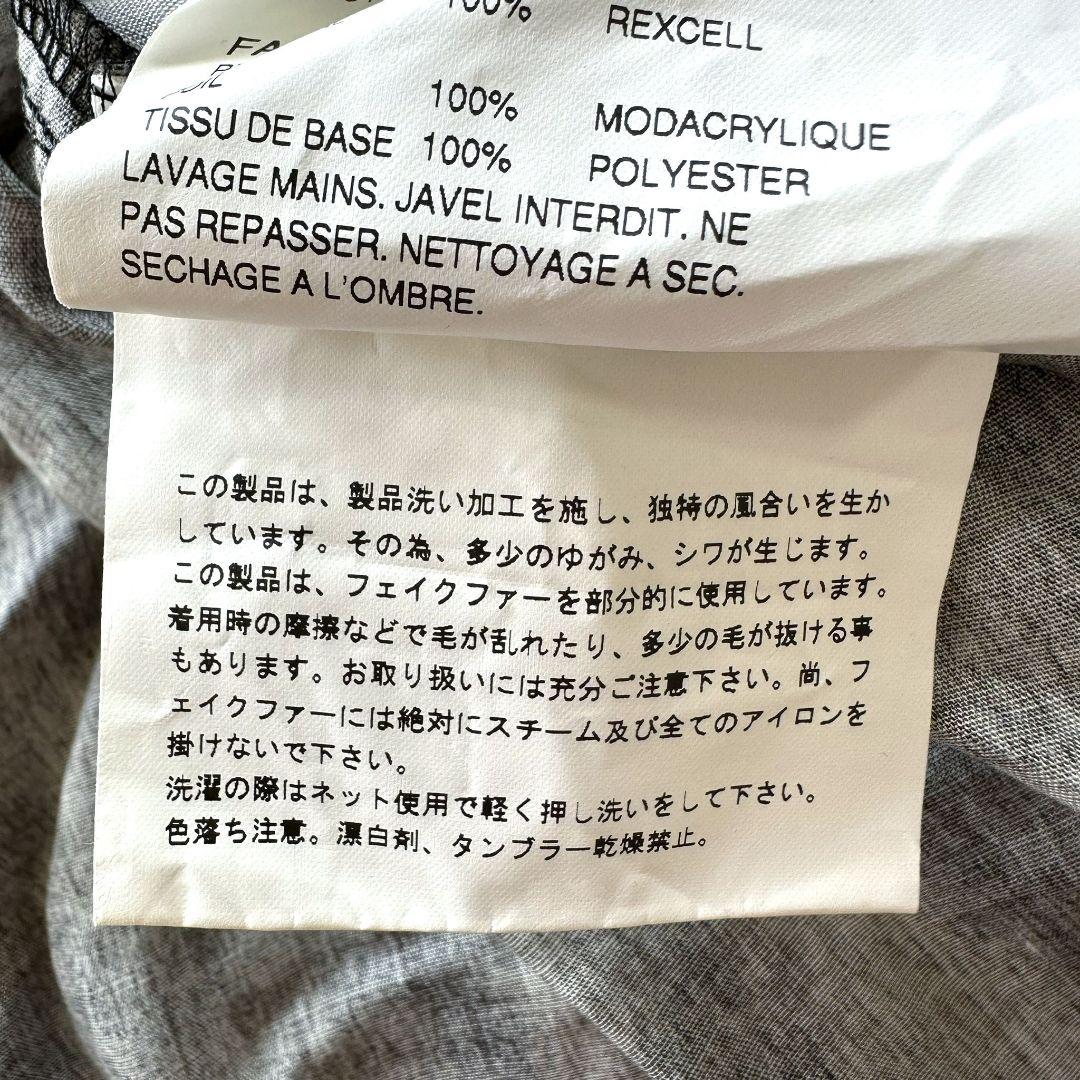 100% REXCELL
100% MODACRYLIQUE
TISSU DE BASE 100% POLYESTER
LAVAGE MAINS. JAVEL INTERDIT. NE
PAS REPASSER. NETTOYAGE A SEC.
SECHAGE A L'OMBRE.
この製品は、製品洗い加工を施し、独特の風合いを生か
しています。その為、多少のゆがみ、シワが生じます。
この製品は、フェイクファーを部分的に使用しています。
着用時の摩擦などで毛が乱れたり、多少の毛が抜ける事
もあります。お取り扱いには充分ご注意下さい。尚、フ
ェイクファーには絶対にスチーム及び全てのアイロンを
掛けないで下さい。
洗濯の際はネット使用で軽く押し洗いをして下さい。
色落ち注意。漂白剤、タンブラー乾燥禁止。